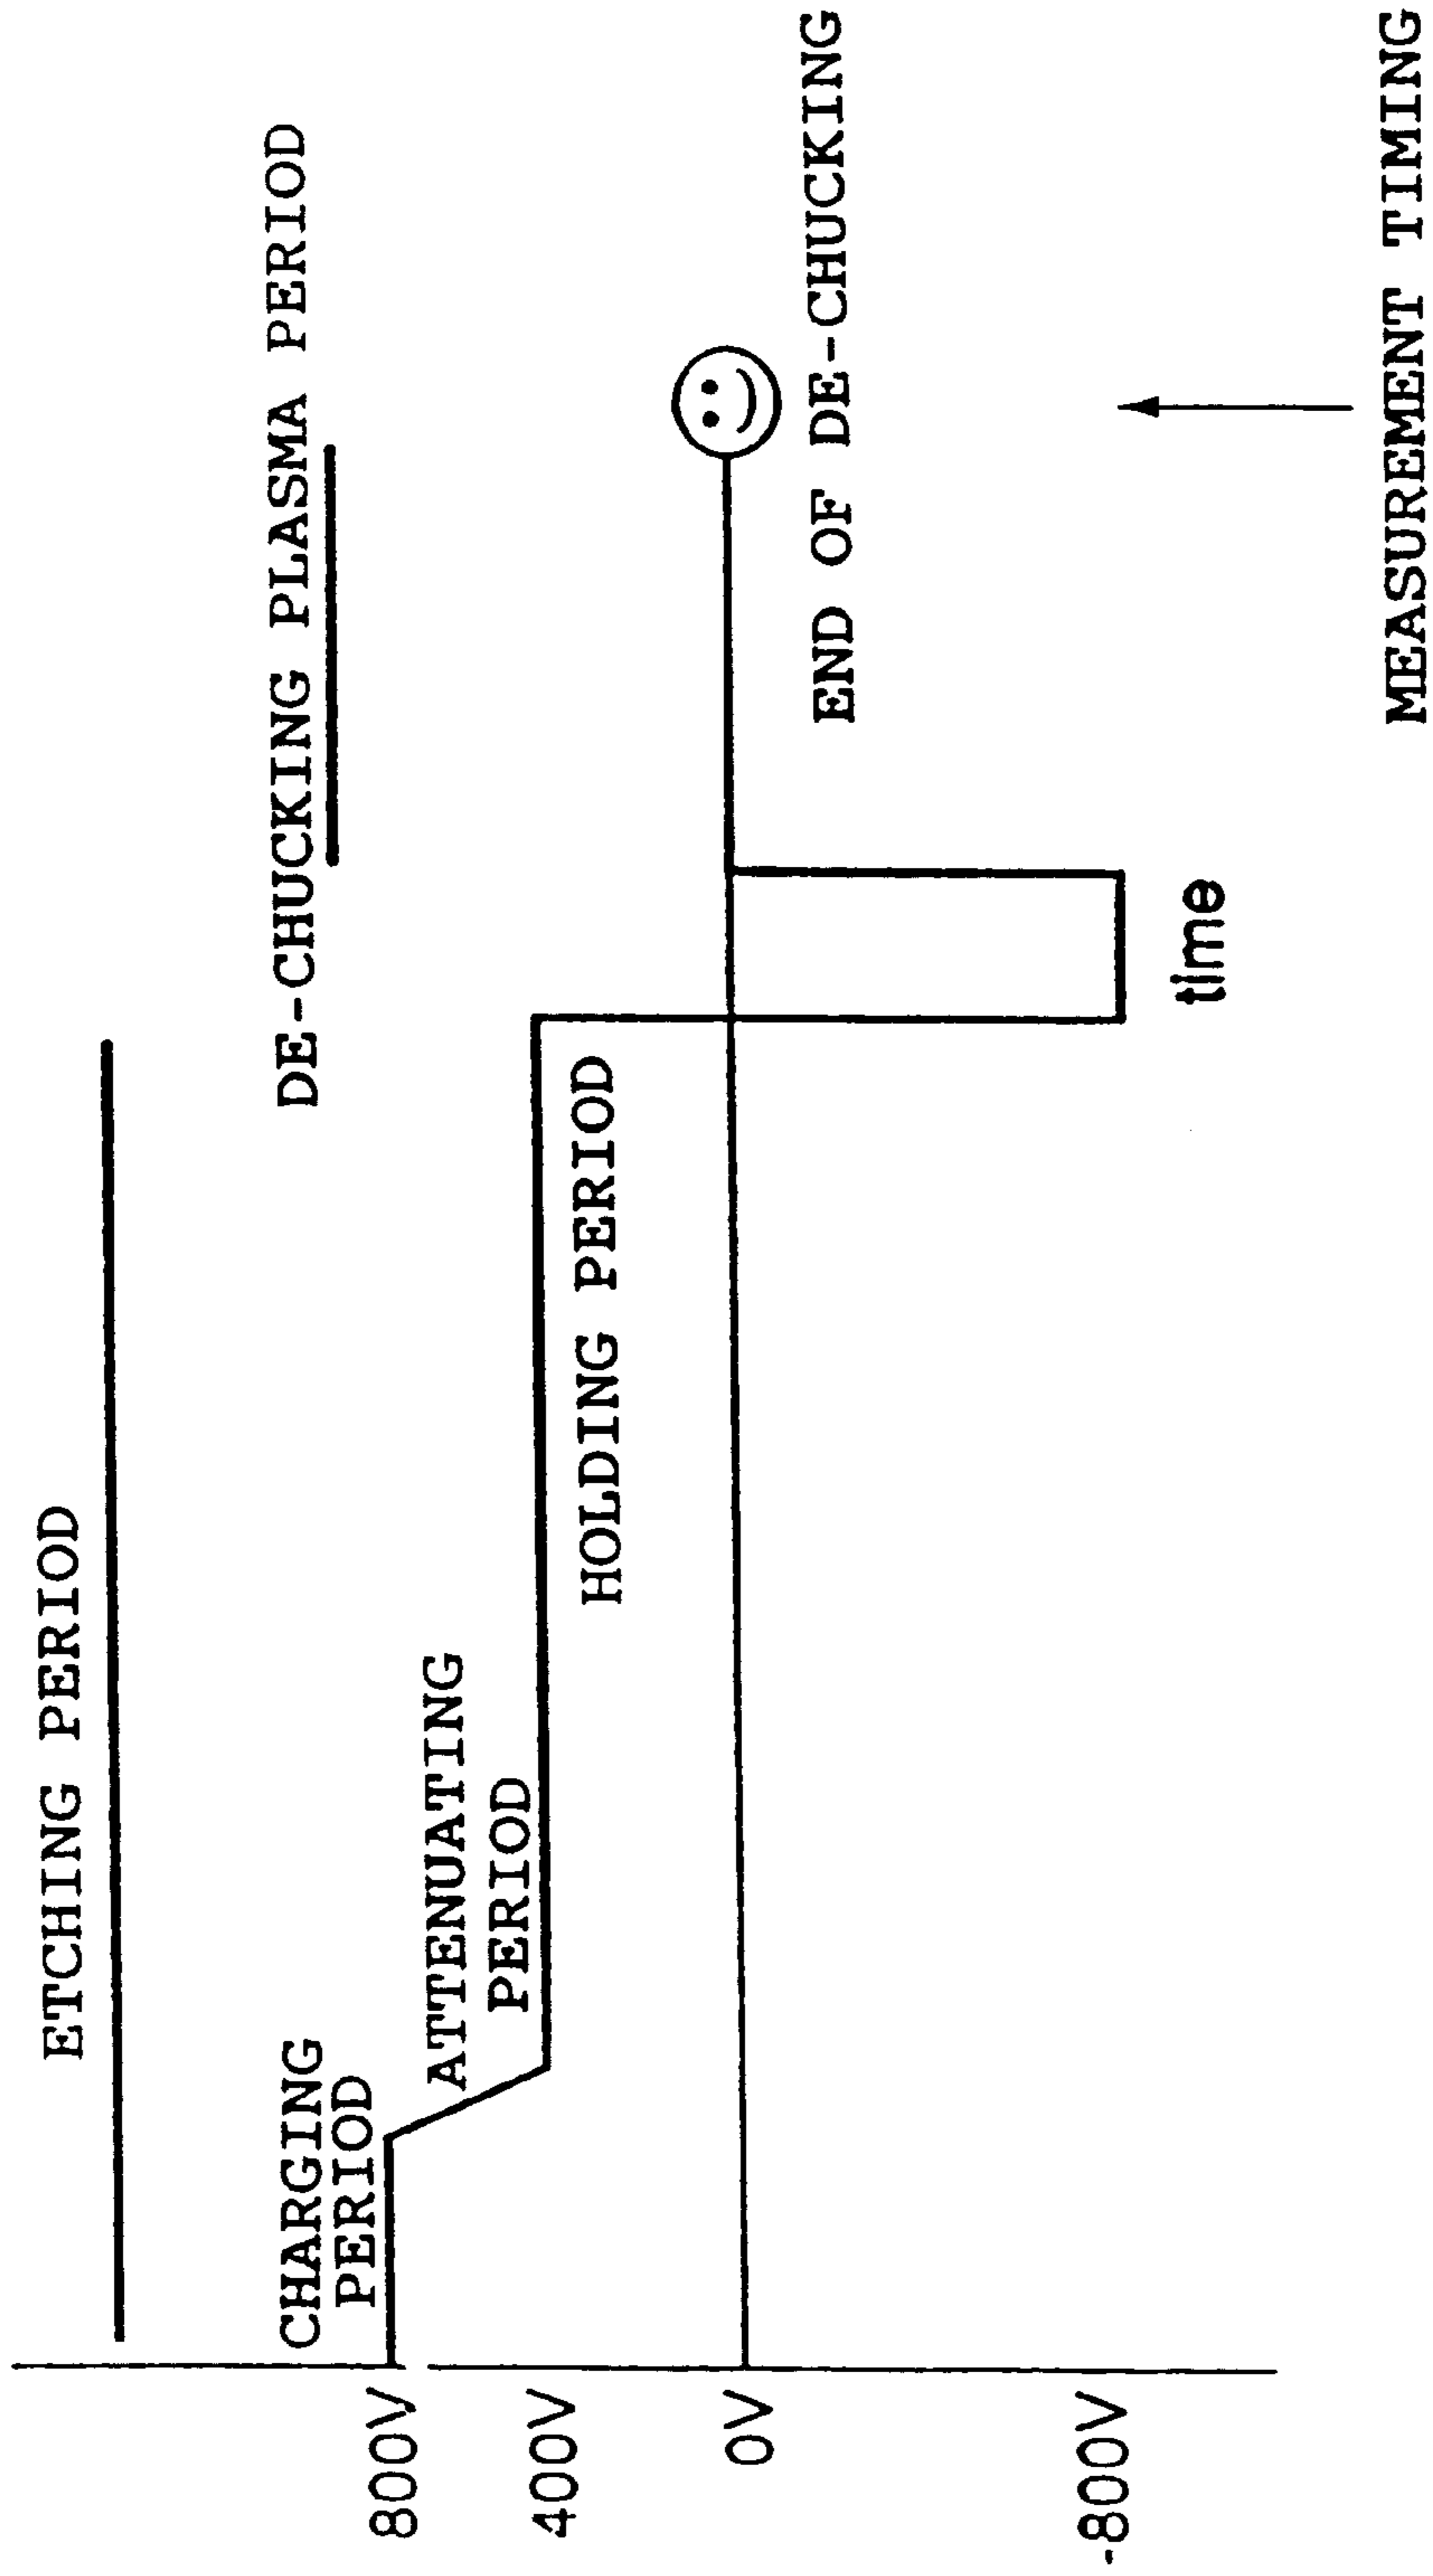 ETCHING PERIOD
DE-CHUCKING PLASMA PERIOD
CHARGING
PERIOD
ATTENUATING
PERIOD
HOLDING PERIOD
END OF DE-CHUCKING
time
MEASUREMENT TIMING
800V
400V
0V
-800V